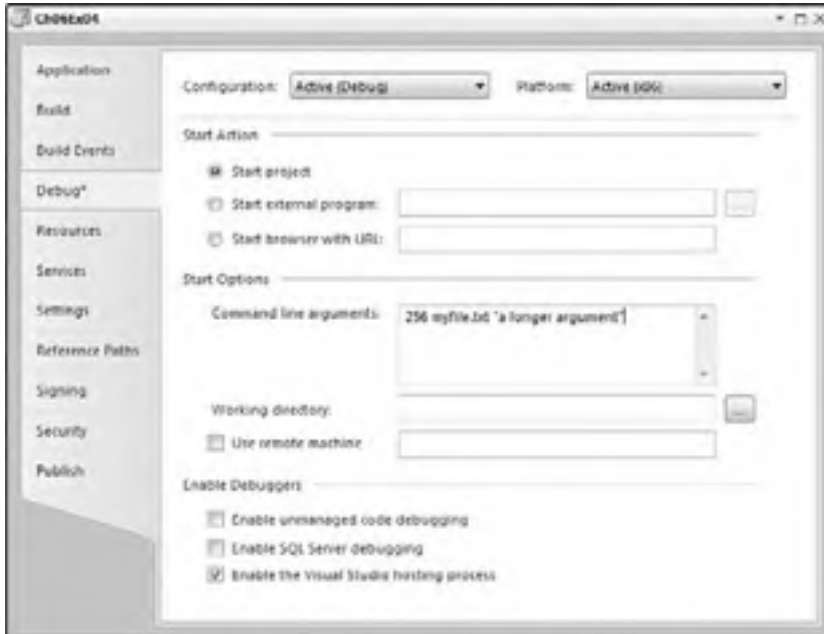 Ch06Ex04
Application
Build
Build Events
Debug*
Resources
Services
Settings
Reference Paths
Signing
Security
Publish
Configuration: Active (Debug)
Platform: Active (x86)
Start Action
Start project
Start external program:
...
Start browser with URL:
Start Options
Command line arguments: 256 myfile.txt "a longer argument"
Working directory:
...
Use remote machine
Enable Debuggers
Enable unmanaged code debugging
Enable SQL Server debugging
Enable the Visual Studio hosting process